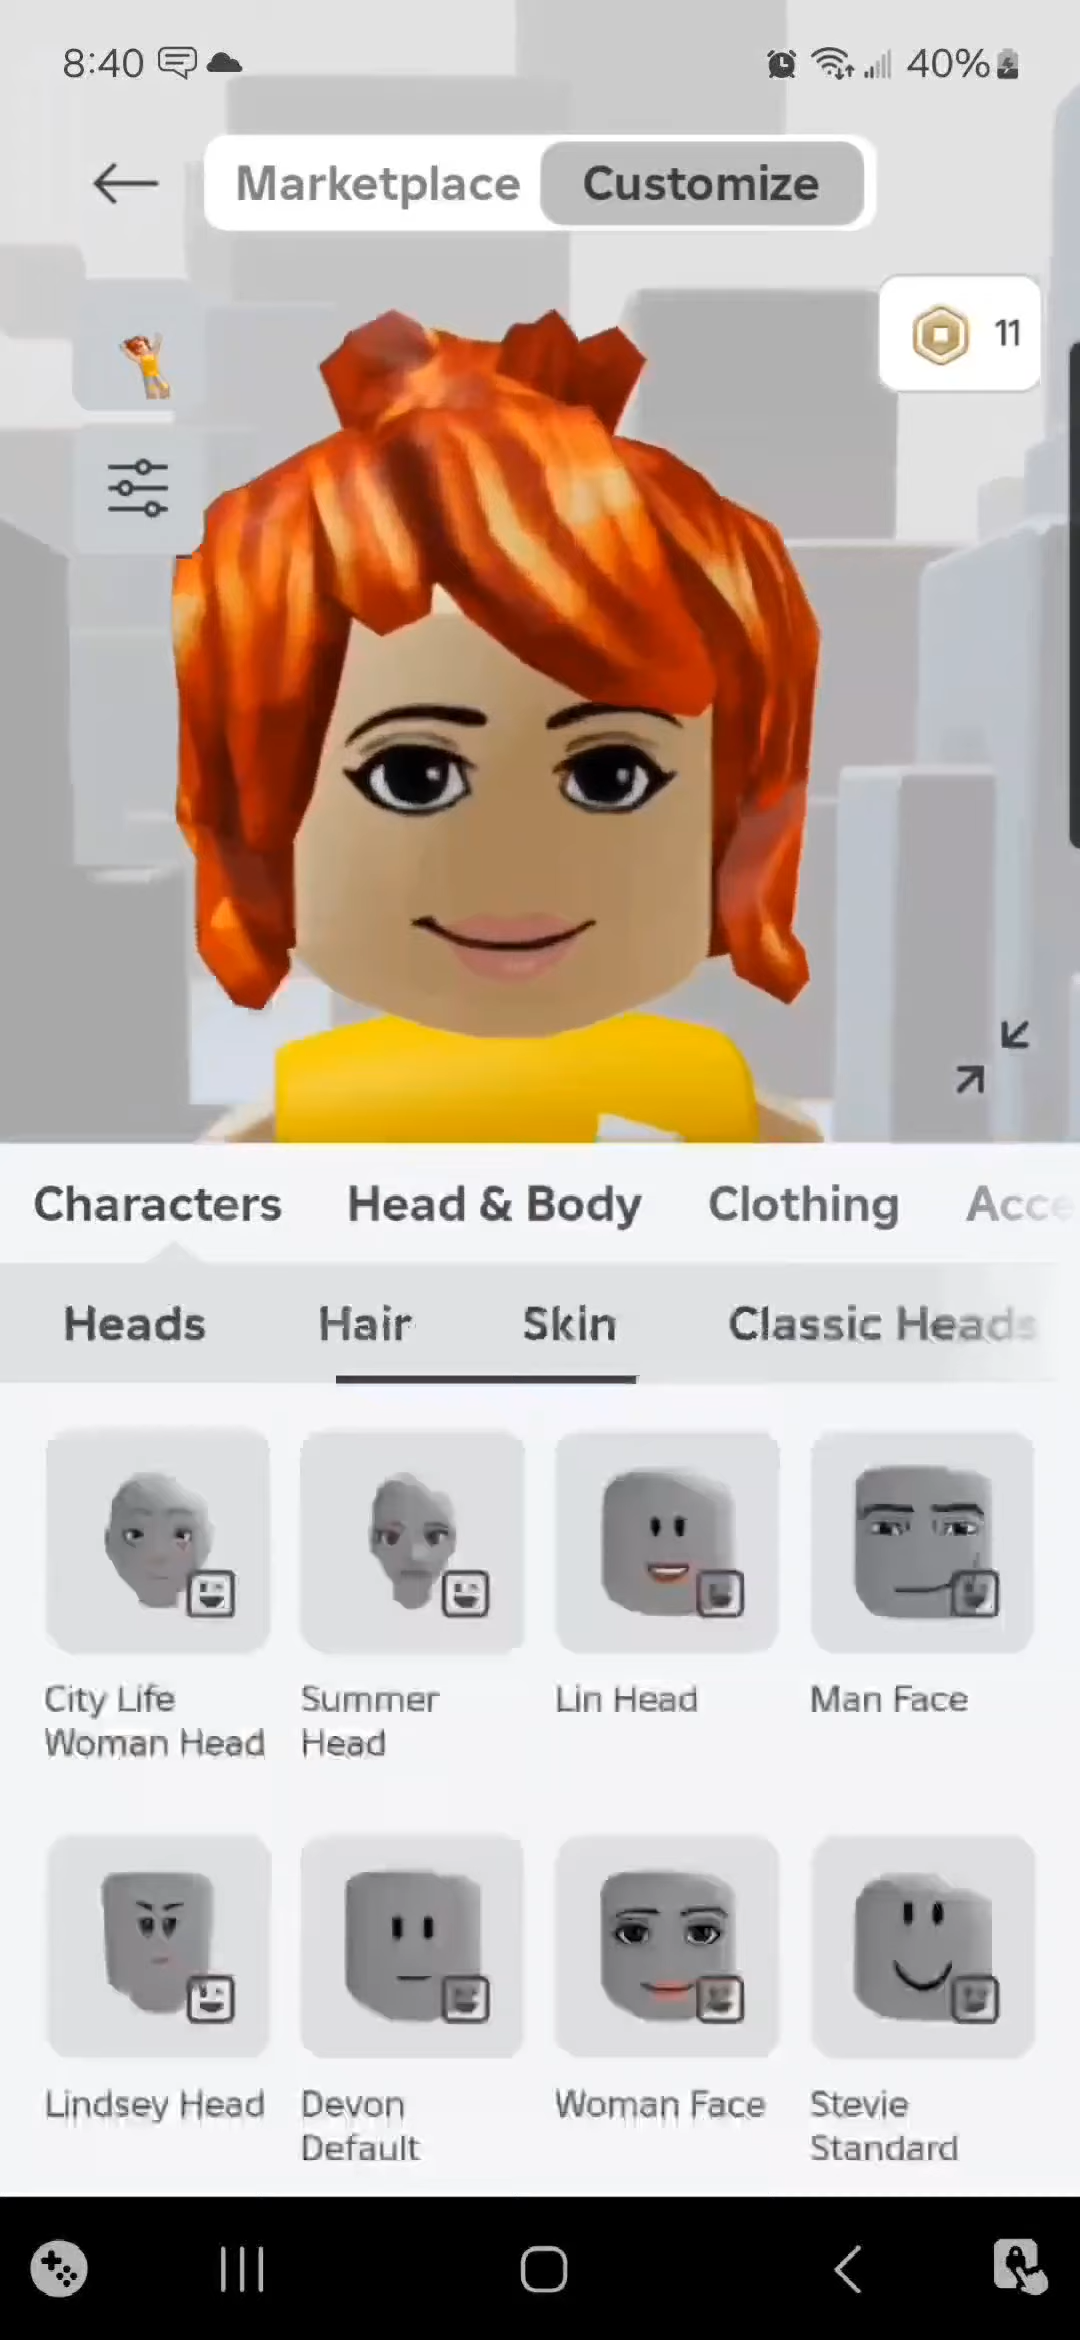 8:40
40%
Marketplace Customize
11
Characters Head & Body Clothing Acce
Heads Hair Skin Classic Heads
City Life
Woman Head
Summer
Head
Lin Head
Man Face
Lindsey Head
Devon
Default
Woman Face
Stevie
Standard